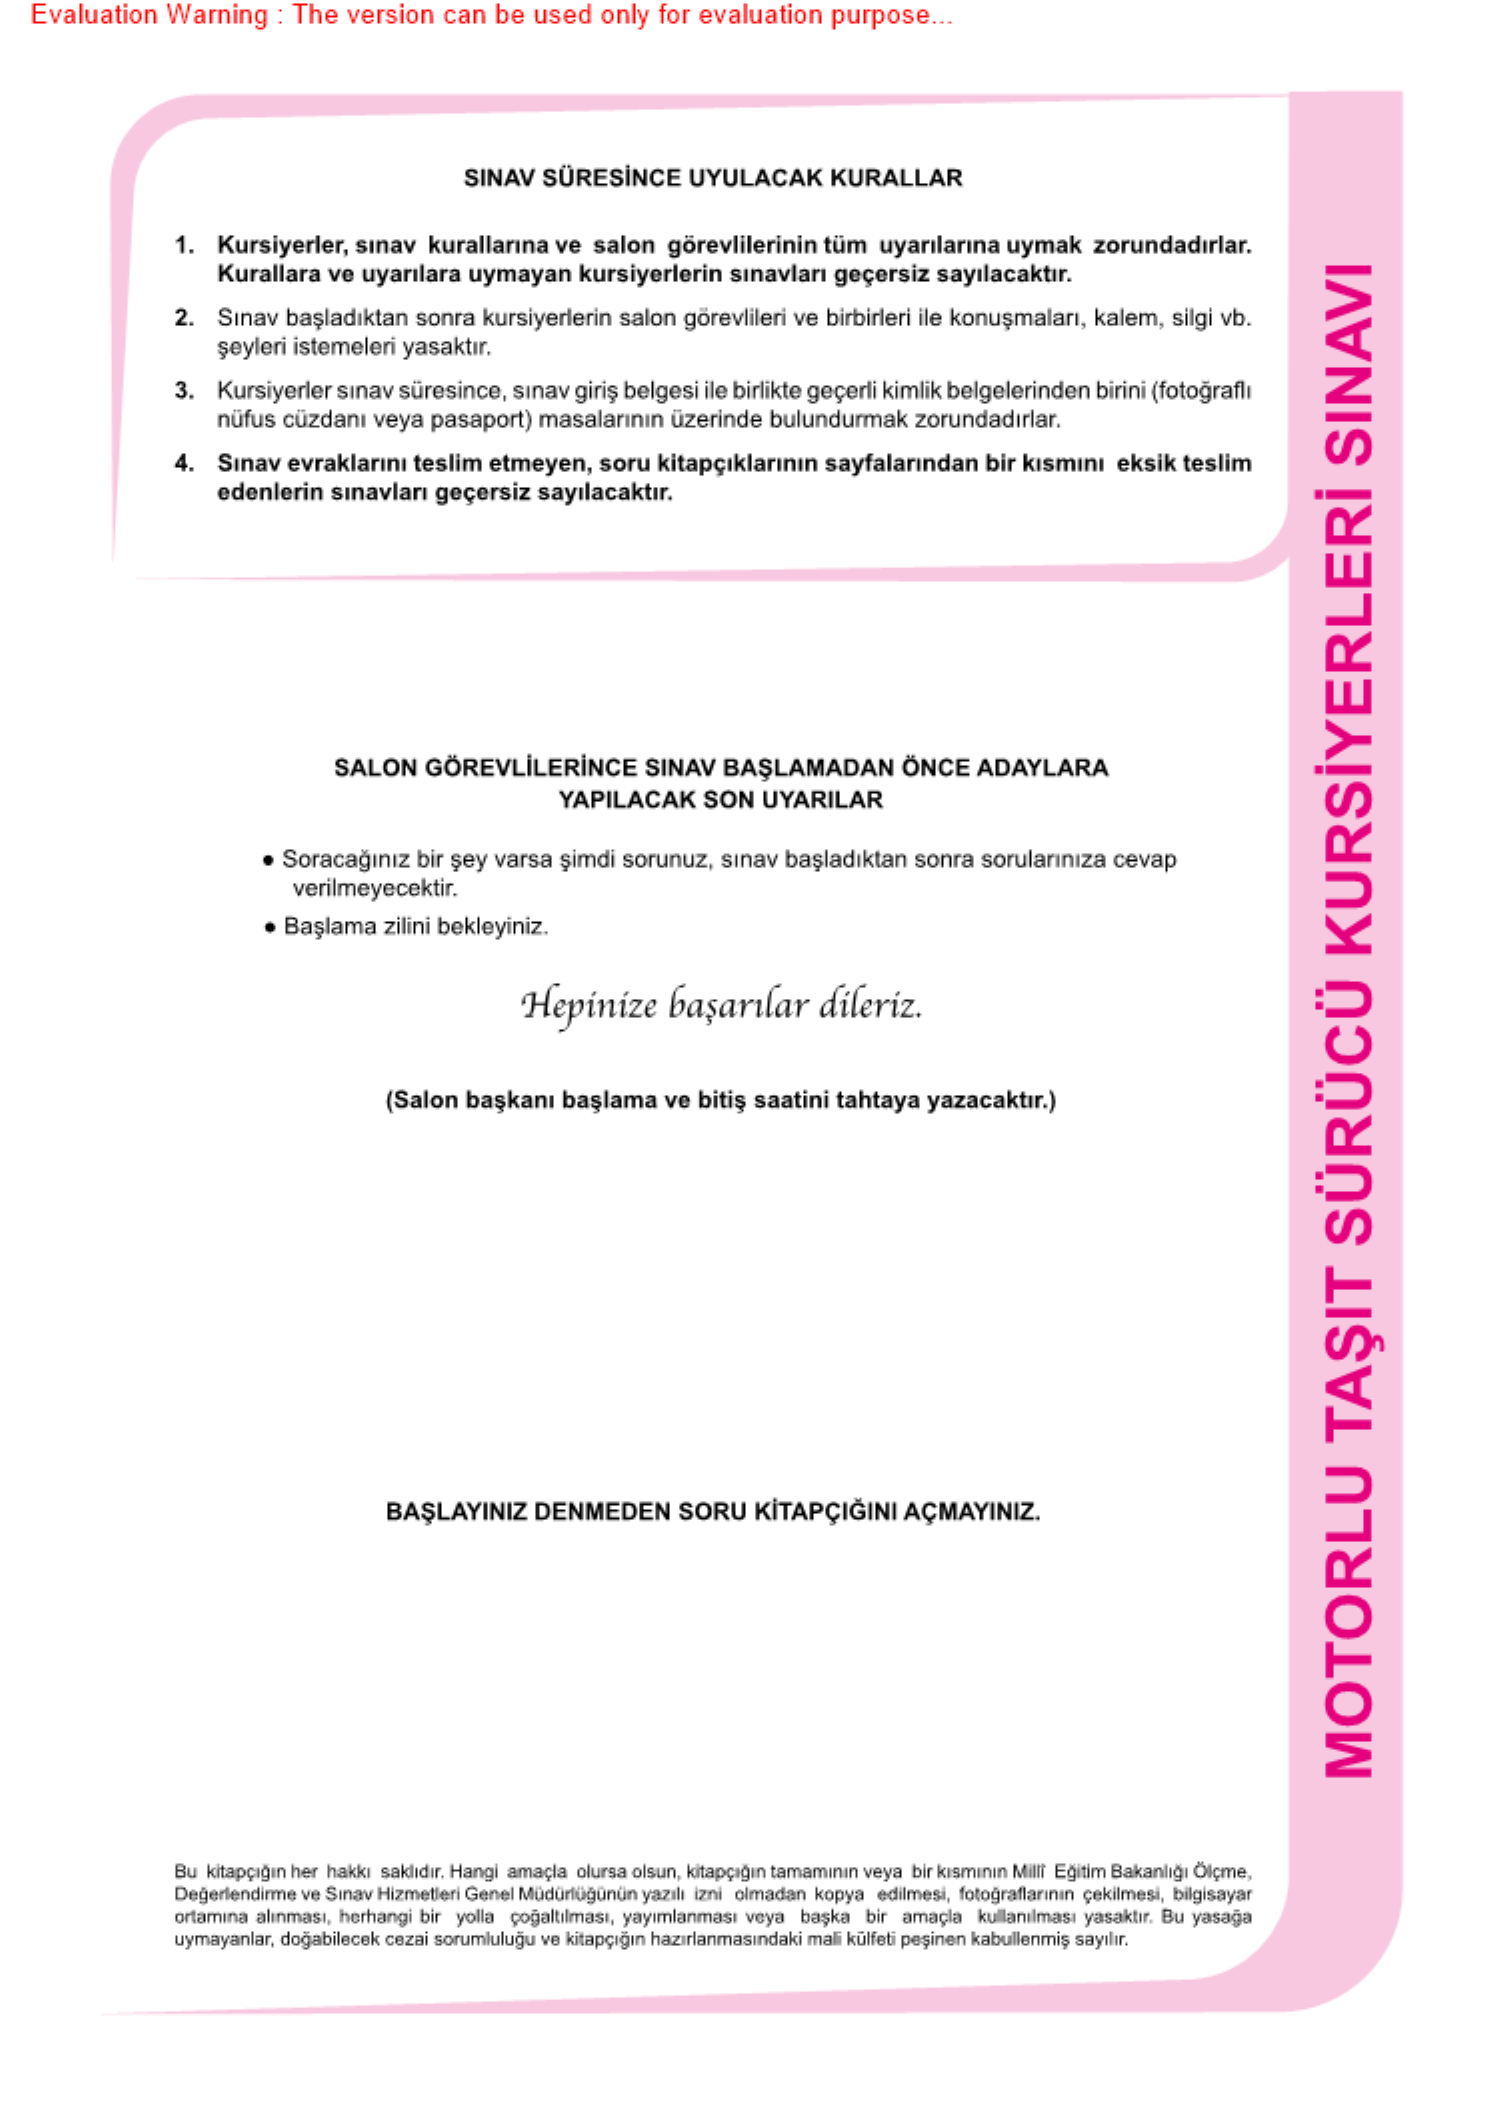 Evaluation Warning : The version can be used only for evaluation purpose...
SINAV SÜRESİNCE UYULACAK KURALLAR
1. Kursiyerler, sınav kurallarına ve salon görevlilerinin tüm uyarılarına uymak zorundadırlar.
Kurallara ve uyarılara uymayan kursiyerlerin sınavları geçersiz sayılacaktır.
2. Sınav başladıktan sonra kursiyerlerin salon görevlileri ve birbirleri ile konuşmaları, kalem, silgi vb.
şeyleri istemeleri yasaktır.
3. Kursiyerler sınav süresince, sınav giriş belgesi ile birlikte geçerli kimlik belgelerinden birini (fotoğraflı
nüfus cüzdanı veya pasaport) masalarının üzerinde bulundurmak zorundadırlar.
4. Sınav evraklarını teslim etmeyen, soru kitapçıklarının sayfalarından bir kısmını eksik teslim
edenlerin sınavları geçersiz sayılacaktır.
SALON GÖREVLİLERİNCE SINAV BAŞLAMADAN ÖNCE ADAYLARA
YAPILACAK SON UYARILAR
● Soracağınız bir şey varsa şimdi sorunuz, sınav başladıktan sonra sorularınıza cevap
verilmeyecektir.
● Başlama zilini bekleyiniz.
Hepinize başarılar dileriz.
(Salon başkanı başlama ve bitiş saatini tahtaya yazacaktır.)
BAŞLAYINIZ DENMEDEN SORU KİTAPÇIĞINI AÇMAYINIZ.
Bu kitapçığın her hakkı saklıdır. Hangi amaçla olursa olsun, kitapçığın tamamının veya bir kısmının Millî Eğitim Bakanlığı Ölçme,
Değerlendirme ve Sınav Hizmetleri Genel Müdürlüğünün yazılı izni olmadan kopya edilmesi, fotoğraflarının çekilmesi, bilgisayar
ortamına alınması, herhangi bir yolla çoğaltılması, yayımlanması veya başka bir amaçla kullanılması yasaktır. Bu yasağa
uymayanlar, doğabilecek cezai sorumluluğu ve kitapçığın hazırlanmasındaki mali külfeti peşinen kabullenmiş sayılır.
MOTORLU TAŞIT SÜRÜCÜ KURSİYERLERİ SINAVI